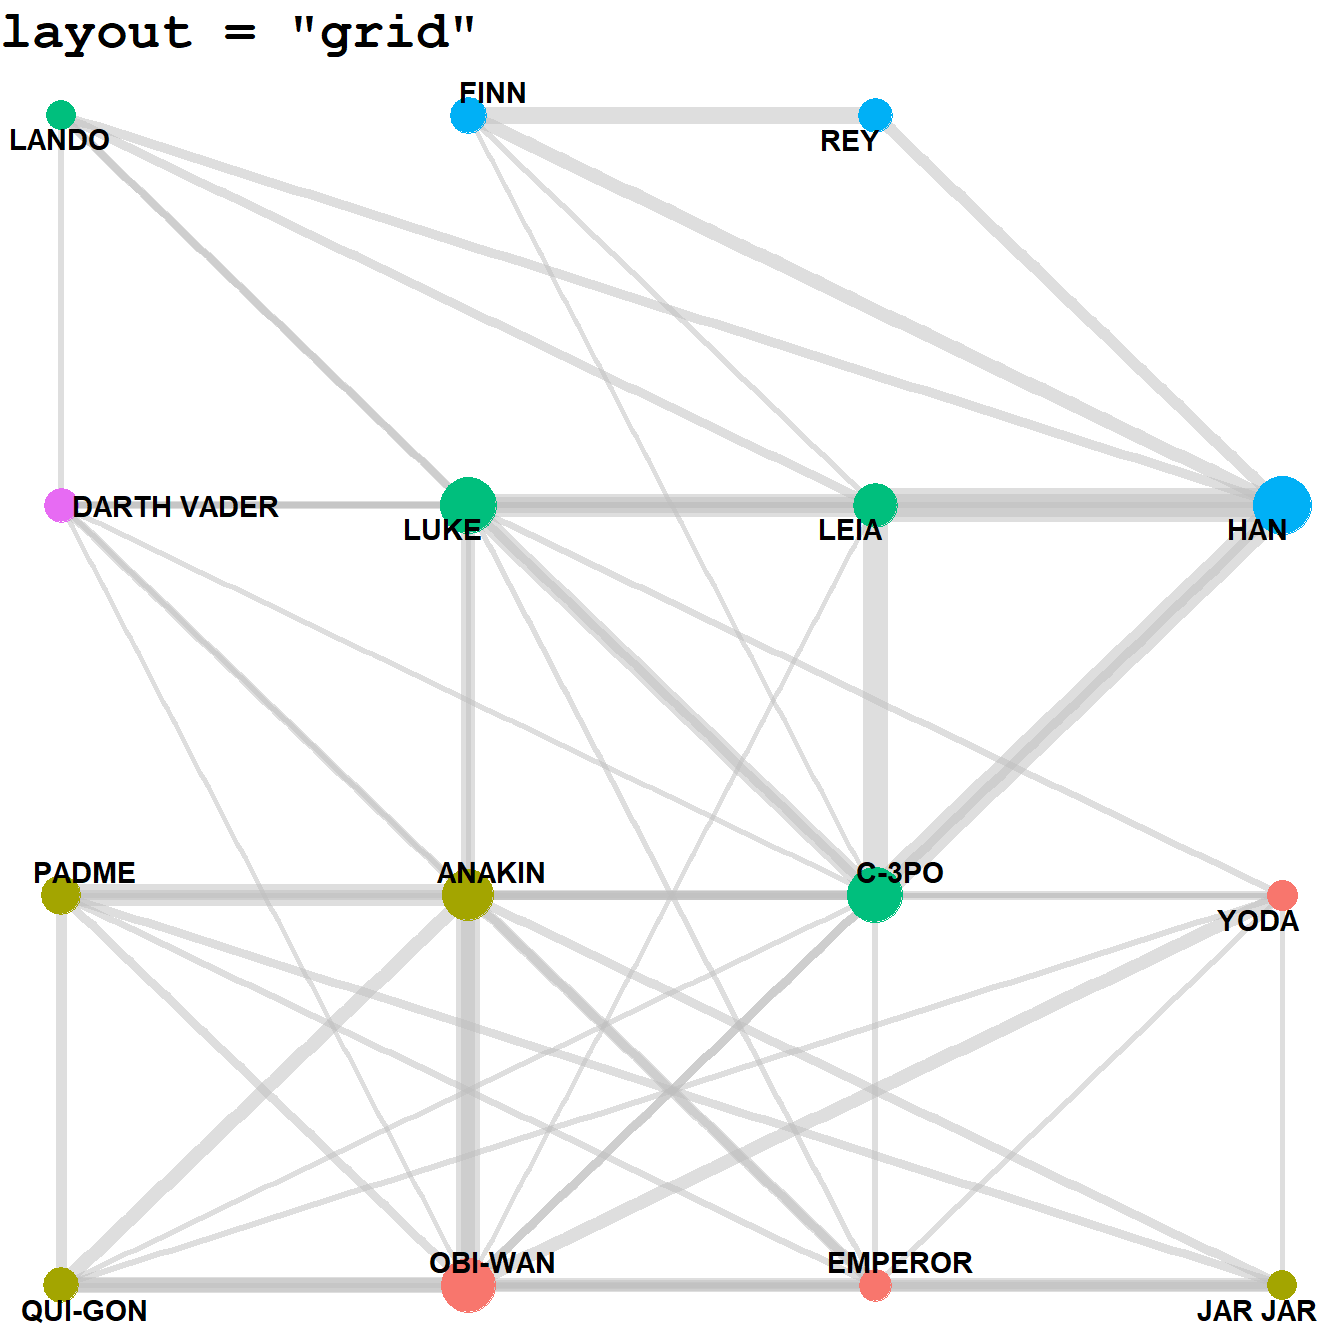 layout = "grid"
FINN
LANDO
REY
DARTH VADER
LUKE
LEIA
HAN
PADME
ANAKIN
C-3PO
YODA
OBI-WAN
EMPEROR
QUI-GON
JAR JAR